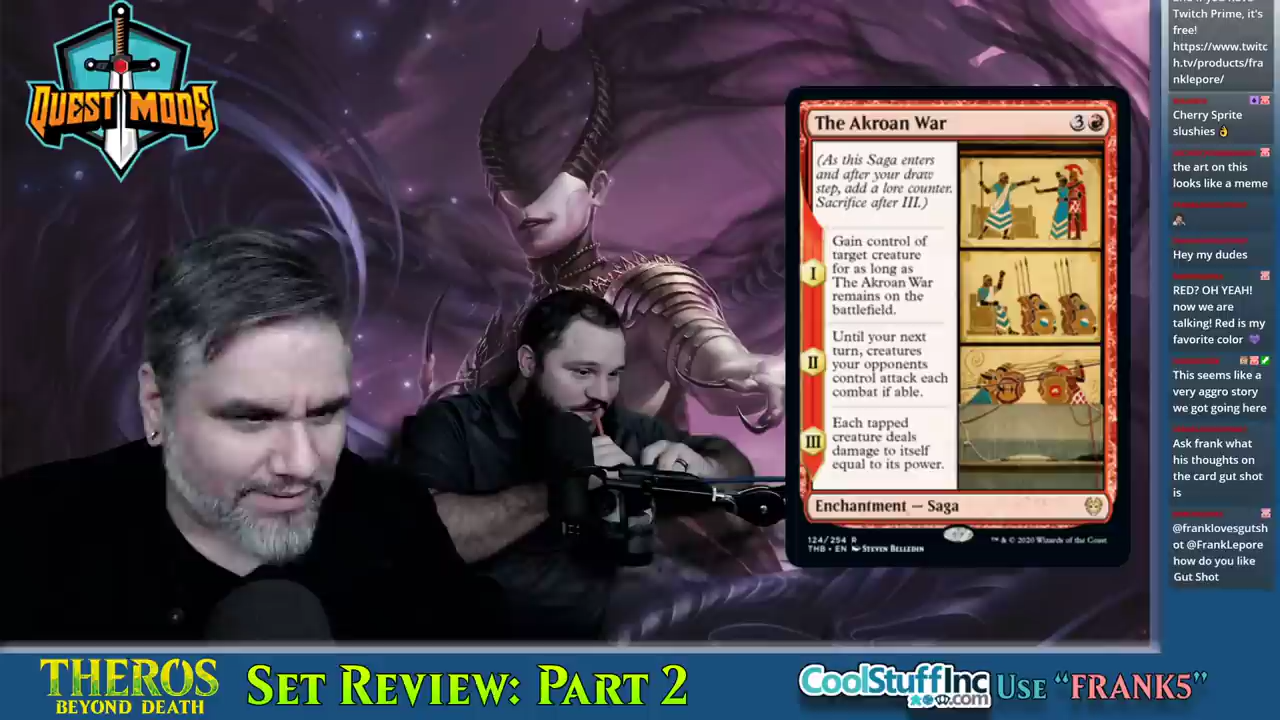 QUEST MODE
The Akroan War
3
(As this Saga enters
and after your draw
step, add a lore counter.
Sacrifice after III.)
I
Gain control of
target creature
for as long as
The Akroan War
remains on the
battlefield.
II
Until your next
turn, creatures
your opponents
control attack each
combat if able.
III
Each tapped
creature deals
damage to itself
equal to its power.
Enchantment — Saga
124/254 R
THB • EN STEVEN BELLEDIN
™ & © 2020 Wizards of the Coast
Twitch Prime, it's
free!
https://www.twitc
h.tv/products/fra
nklepore/
Cherry Sprite
slushies 👌
the art on this
looks like a meme
Hey my dudes
RED? OH YEAH!
now we are
talking! Red is my
favorite color 💜
This seems like a
very aggro story
we got going here
Ask frank what
his thoughts on
the card gut shot
is
@franklovesgutsh
ot @FrankLepore
how do you like
Gut Shot
THEROS
BEYOND DEATH
SET REVIEW: PART 2
CoolStuffInc
.com
USE “FRANK5”